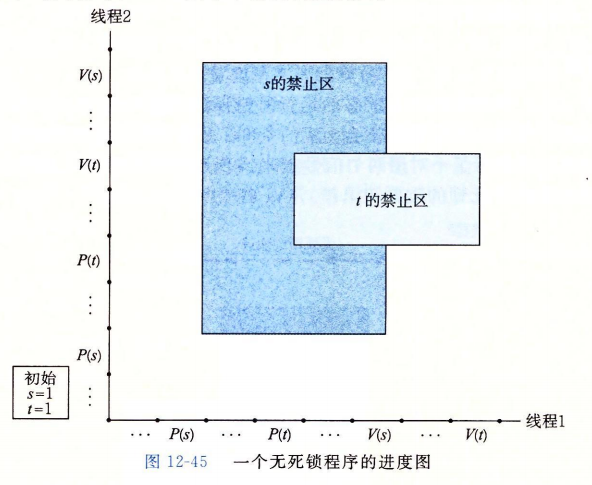 线程2
V(s)
⋮
V(t)
⋮
P(t)
⋮
P(s)
⋮
s的禁止区
t 的禁止区
初始
s=1
t=1
… P(s) … P(t) … V(s) … V(t)
线程1
图 12-45 一个无死锁程序的进度图